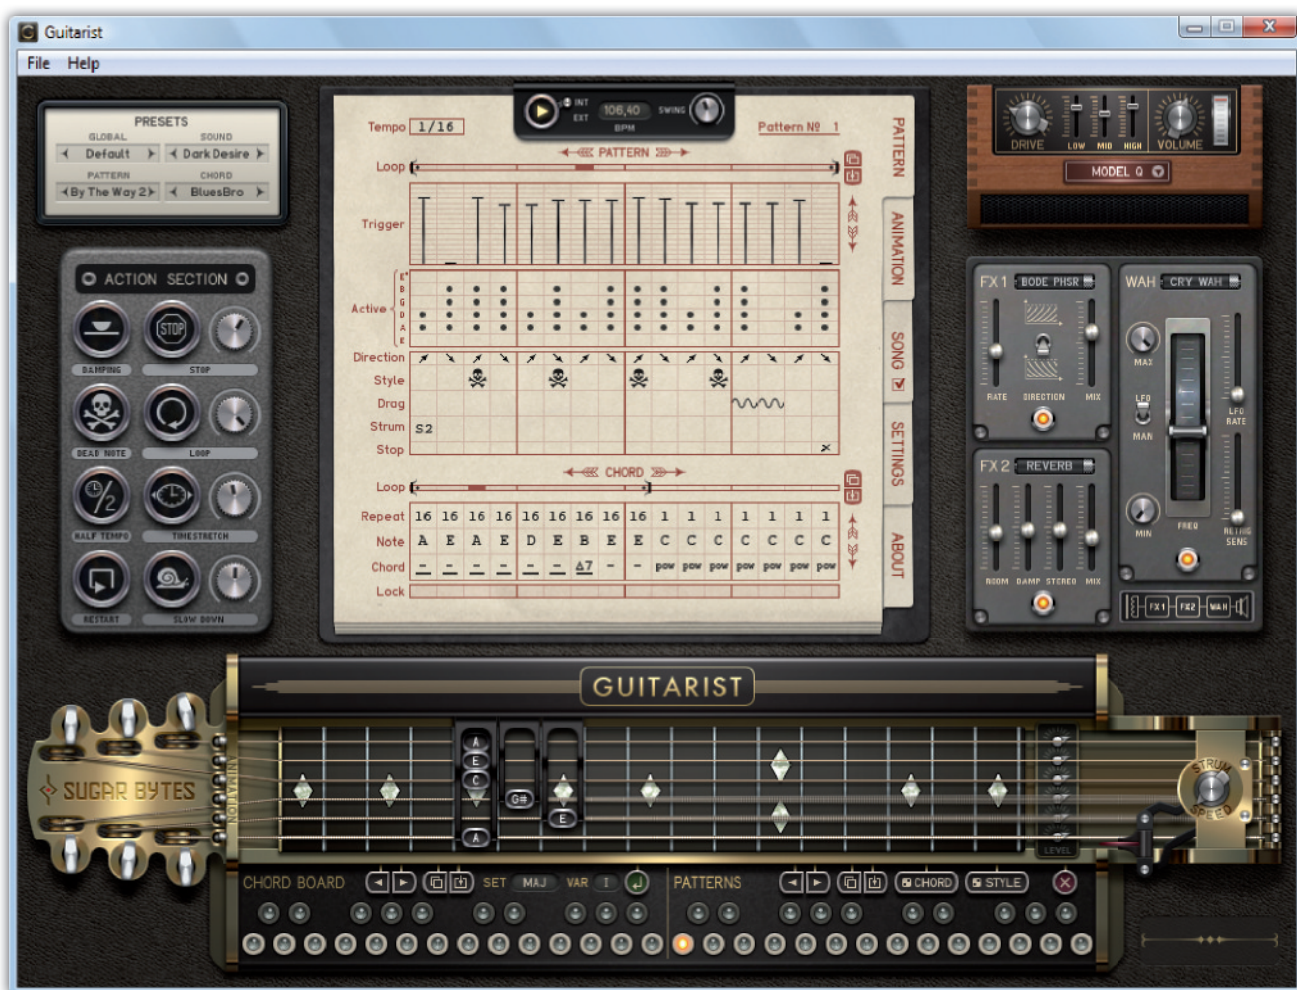 Guitarist
File Help
PRESETS
GLOBAL SOUND
Default Dark Desire
PATTERN CHORD
By The Way 2 BluesBro
ACTION SECTION
STOP
DAMPING STOP
DEAD NOTE LOOP
1/2
HALF TEMPO TIMESTRETCH
RESTART SLOW DOWN
INT
EXT
106,40
BPM
SWING
Tempo 1/16
Pattern Nº 1
PATTERN
Loop
Trigger
Active
E'
B
G
D
A
E
Direction
Style
Drag
Strum S2
Stop x
CHORD
Loop
Repeat 16 16 16 16 16 16 16 16 16 1 1 1 1 1 1 1
Note A E A E D E B E E C C C C C C C
Chord - - - - - - Δ7 - - pow pow pow pow pow pow pow
Lock
PATTERN
ANIMATION
SONG
SETTINGS
ABOUT
DRIVE LOW MID HIGH VOLUME
MODEL Q
FX1 BODE PHSR
RATE DIRECTION MIX
FX2 REVERB
ROOM DAMP STEREO MIX
WAH CRY WAH
MAX
LFO
MAN
MIN
FREQ
LFO
RATE
RETRIG
SENS
FX1 FX2 WAH
GUITARIST
SUGAR BYTES
ANIMATION
A
E
C
G#
E
A
LEVEL
STRUM
SPEED
CHORD BOARD SET MAJ VAR I PATTERNS CHORD STYLE